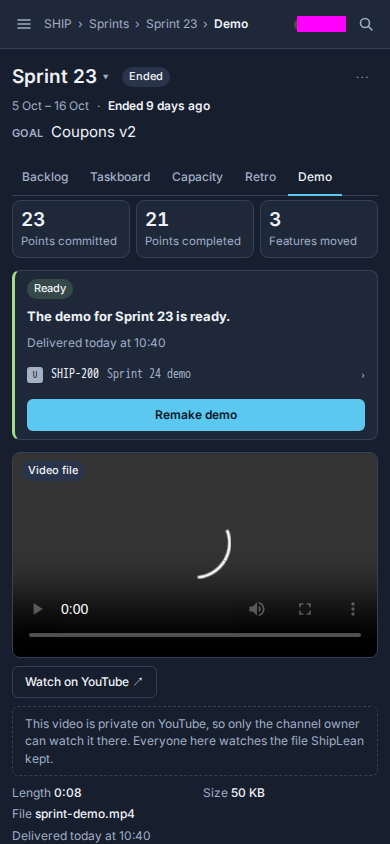 SHIP › Sprints › Sprint 23 › Demo
Sprint 23 ▾ Ended ...
5 Oct – 16 Oct · Ended 9 days ago
GOAL Coupons v2
Backlog Taskboard Capacity Retro Demo
23 21 3
Points committed Points completed Features moved
Ready
The demo for Sprint 23 is ready.
Delivered today at 10:40
U SHIP-200 Sprint 24 demo ›
Remake demo
Video file
0:00
Watch on YouTube ↗
This video is private on YouTube, so only the channel owner
can watch it there. Everyone here watches the file ShipLean
kept.
Length 0:08 Size 50 KB
File sprint-demo.mp4
Delivered today at 10:40